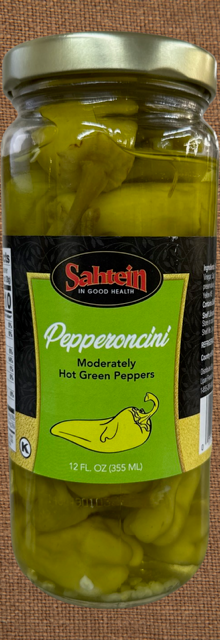 Sahtein
IN GOOD HEALTH
Pepperoncini
Moderately
Hot Green Peppers
12 FL. OZ (355 ML)
K